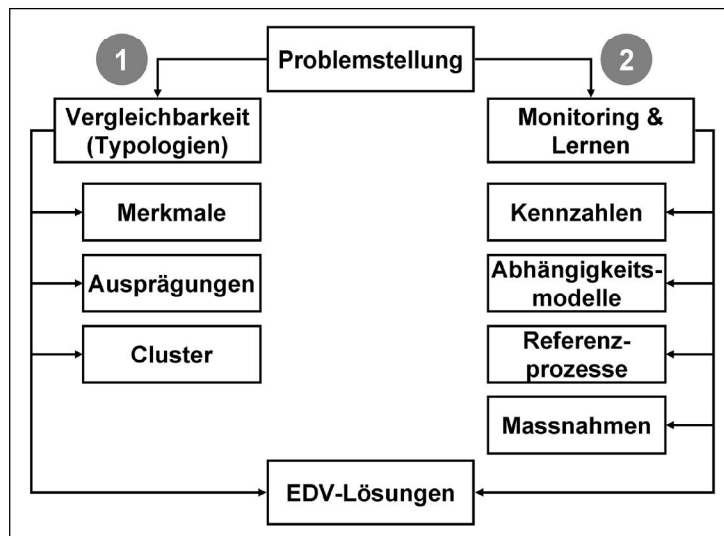 1
Problemstellung
2
Vergleichbarkeit
(Typologien)
Monitoring &
Lernen
Merkmale
Kennzahlen
Ausprägungen
Abhängigkeits-
modelle
Cluster
Referenz-
prozesse
Massnahmen
EDV-Lösungen